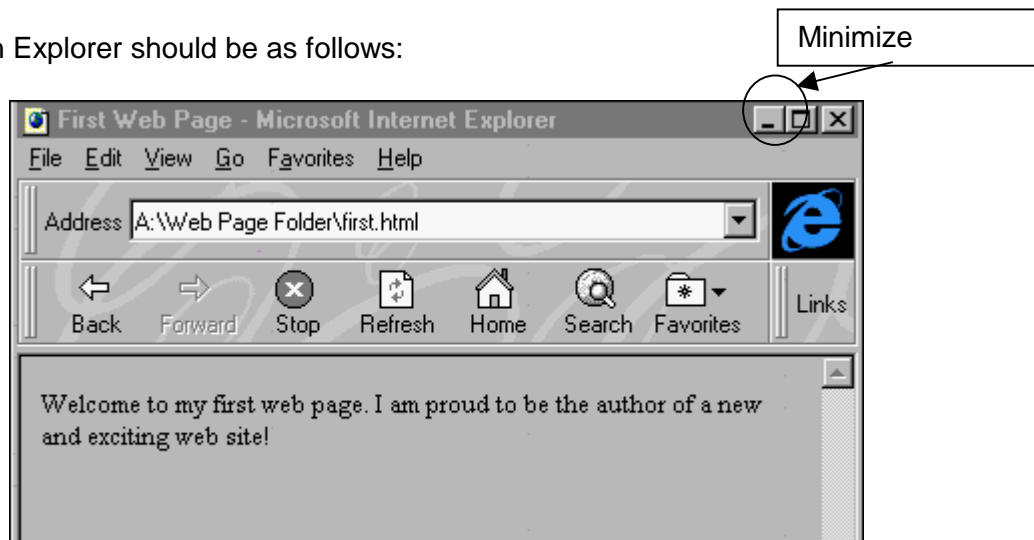 n Explorer should be as follows:
Minimize
First Web Page - Microsoft Internet Explorer
File Edit View Go Favorites Help
Address A:\Web Page Folder\first.html
Back Forward Stop Refresh Home Search Favorites Links
Welcome to my first web page. I am proud to be the author of a new
and exciting web site!